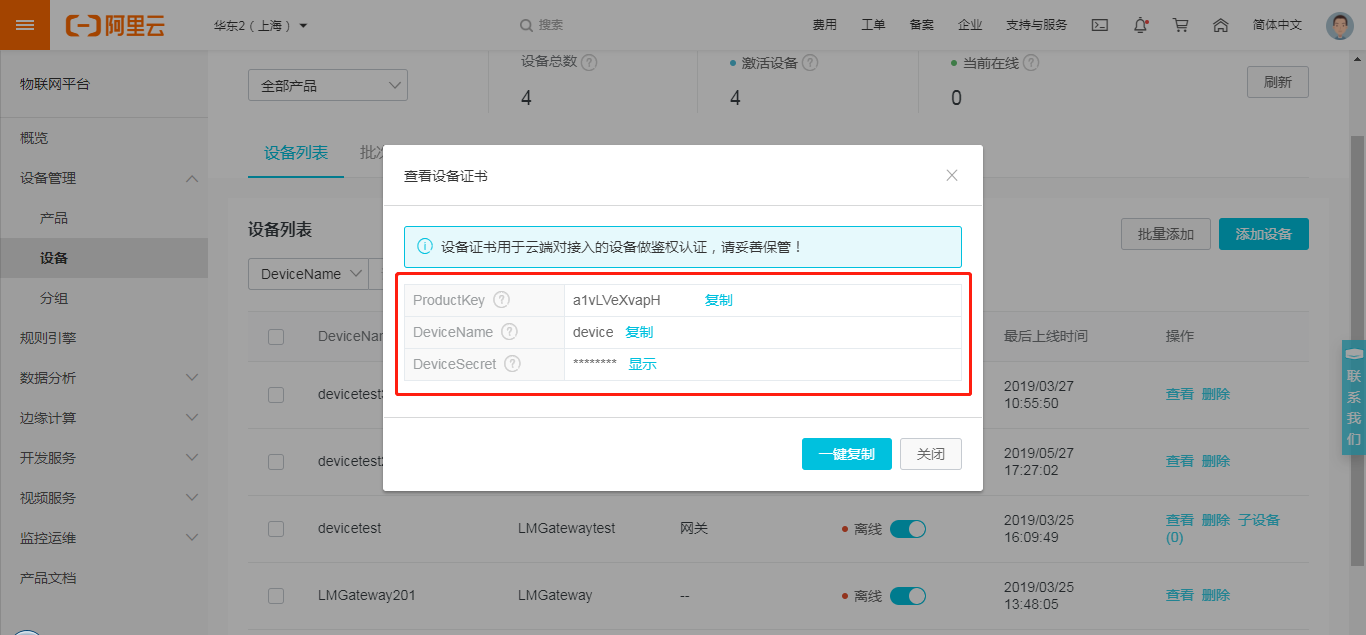 阿里云
华东2（上海）
搜索
费用
工单
备案
企业
支持与服务
简体中文
物联网平台
概览
设备管理
产品
设备
分组
规则引擎
数据分析
边缘计算
开发服务
视频服务
监控运维
产品文档
全部产品
设备总数
4
激活设备
4
当前在线
0
刷新
设备列表
设备列表
批量添加
添加设备
DeviceName
查看设备证书
设备证书用于云端对接入的设备做鉴权认证，请妥善保管！
ProductKey a1vLVeXvapH 复制
DeviceName device 复制
DeviceSecret ******** 显示
一键复制
关闭
最后上线时间
操作
2019/03/27
10:55:50
查看 删除
2019/05/27
17:27:02
查看 删除
devicetest LMGatewaytest 网关 离线
2019/03/25
16:09:49
查看 删除 子设备
(0)
LMGateway201 LMGateway -- 离线
2019/03/25
13:48:05
查看 删除
联系我们